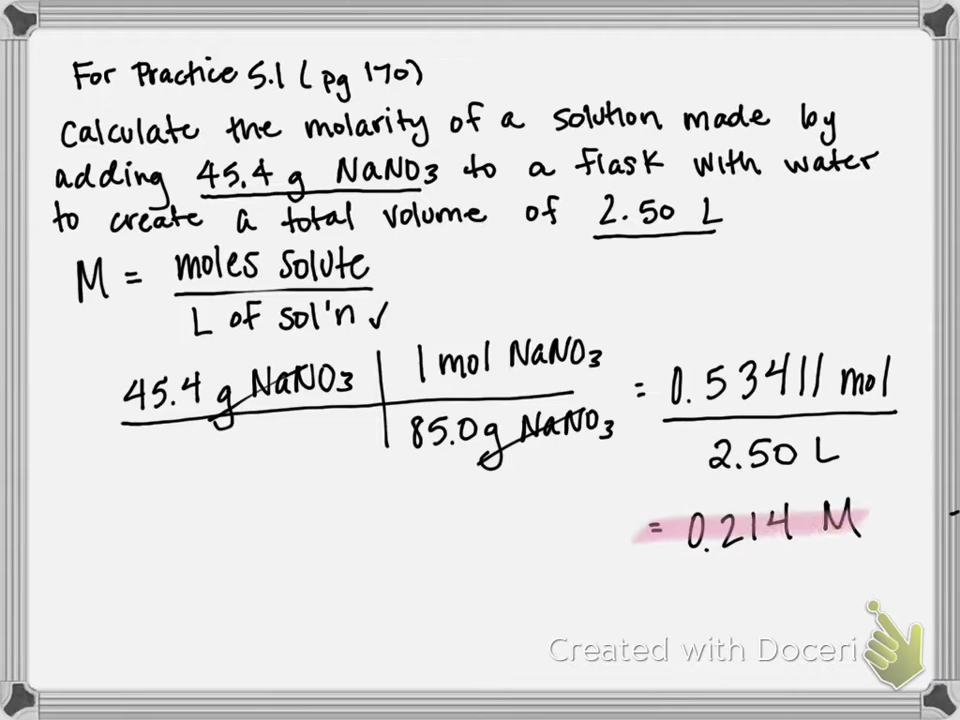 For Practice 5.1 (pg 170)
Calculate the molarity of a solution made by
adding 45.4 g NaNO3 to a flask with water
to create a total volume of 2.50 L
M = moles solute
L of sol'n ✓
45.4 g NaNO3 | 1 mol NaNO3 = 0.53411 mol
85.0g NaNO3 2.50 L
= 0.214 M
Created with Doceri